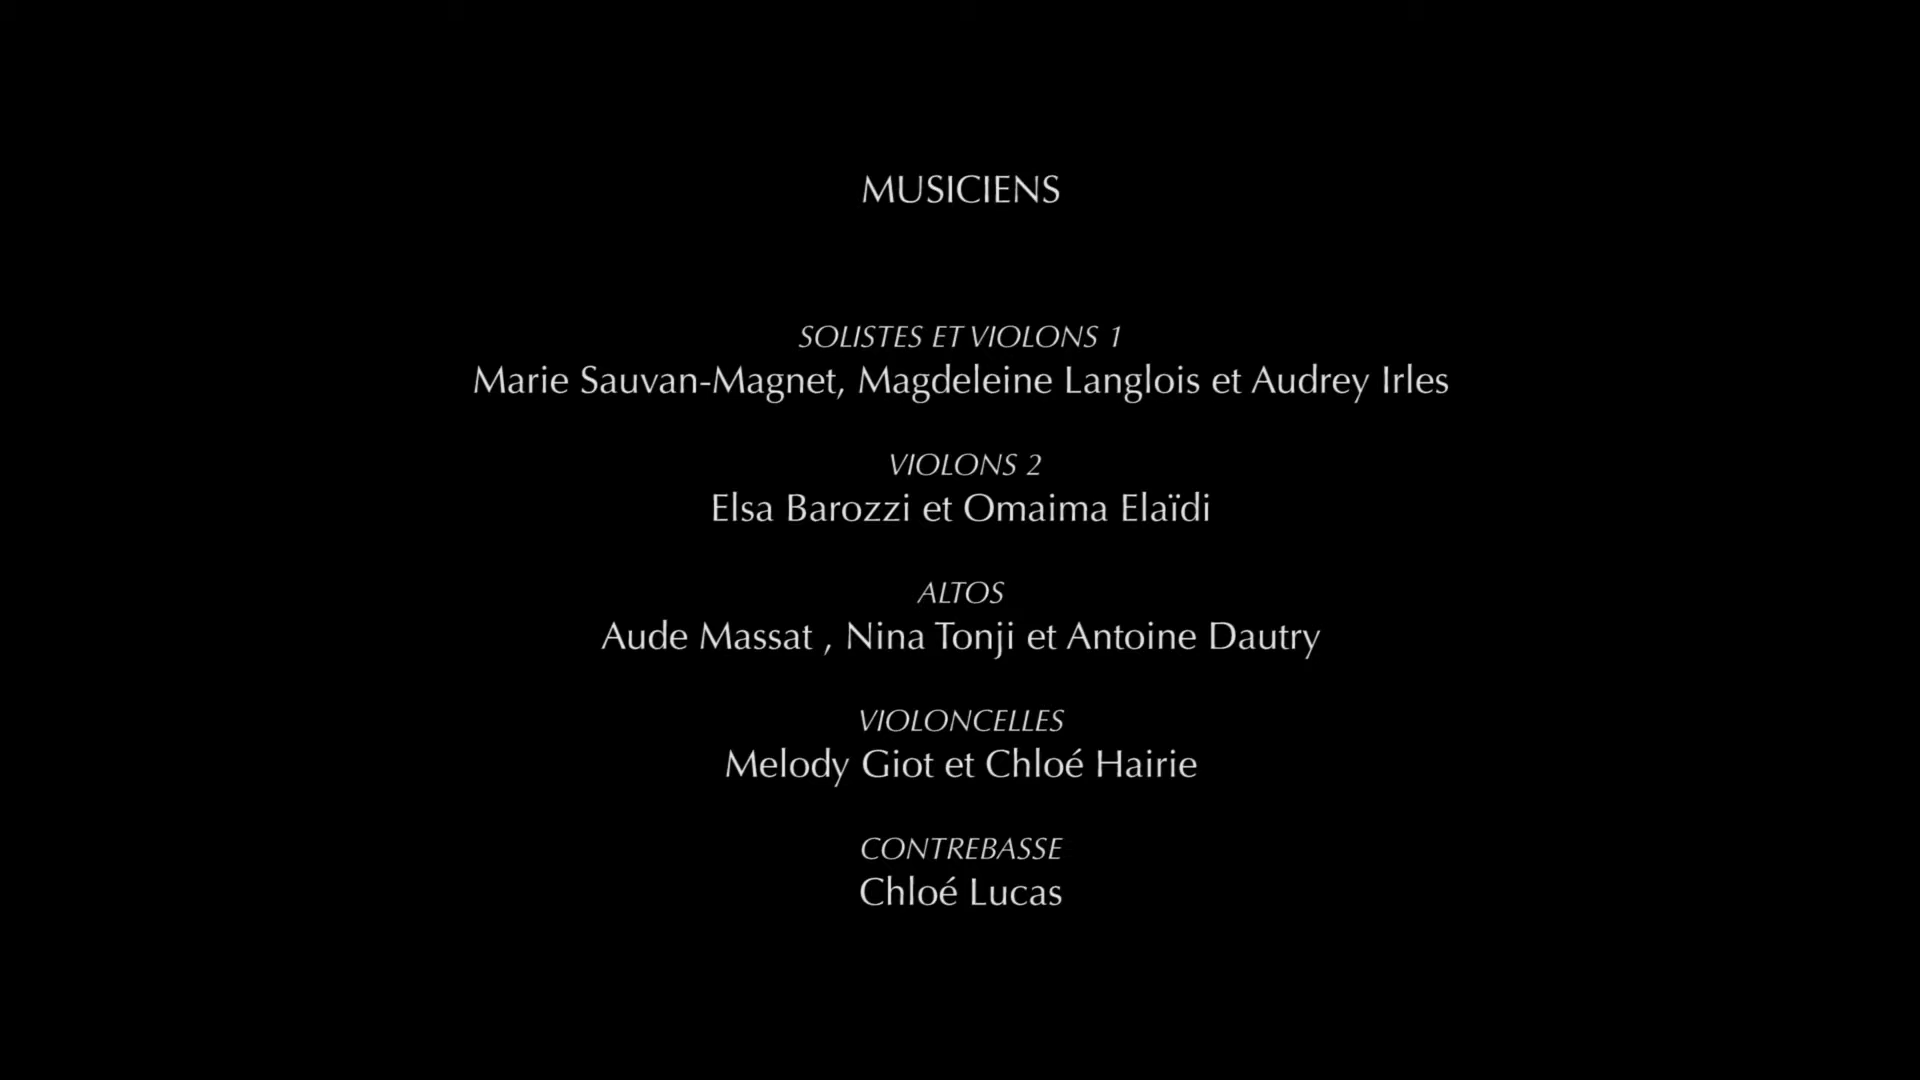 MUSICIENS
SOLISTES ET VIOLONS 1
Marie Sauvan-Magnet, Magdeleine Langlois et Audrey Irles
VIOLONS 2
Elsa Barozzi et Omaima Elaïdi
ALTOS
Aude Massat , Nina Tonji et Antoine Dautry
VIOLONCELLES
Melody Giot et Chloé Hairie
CONTREBASSE
Chloé Lucas